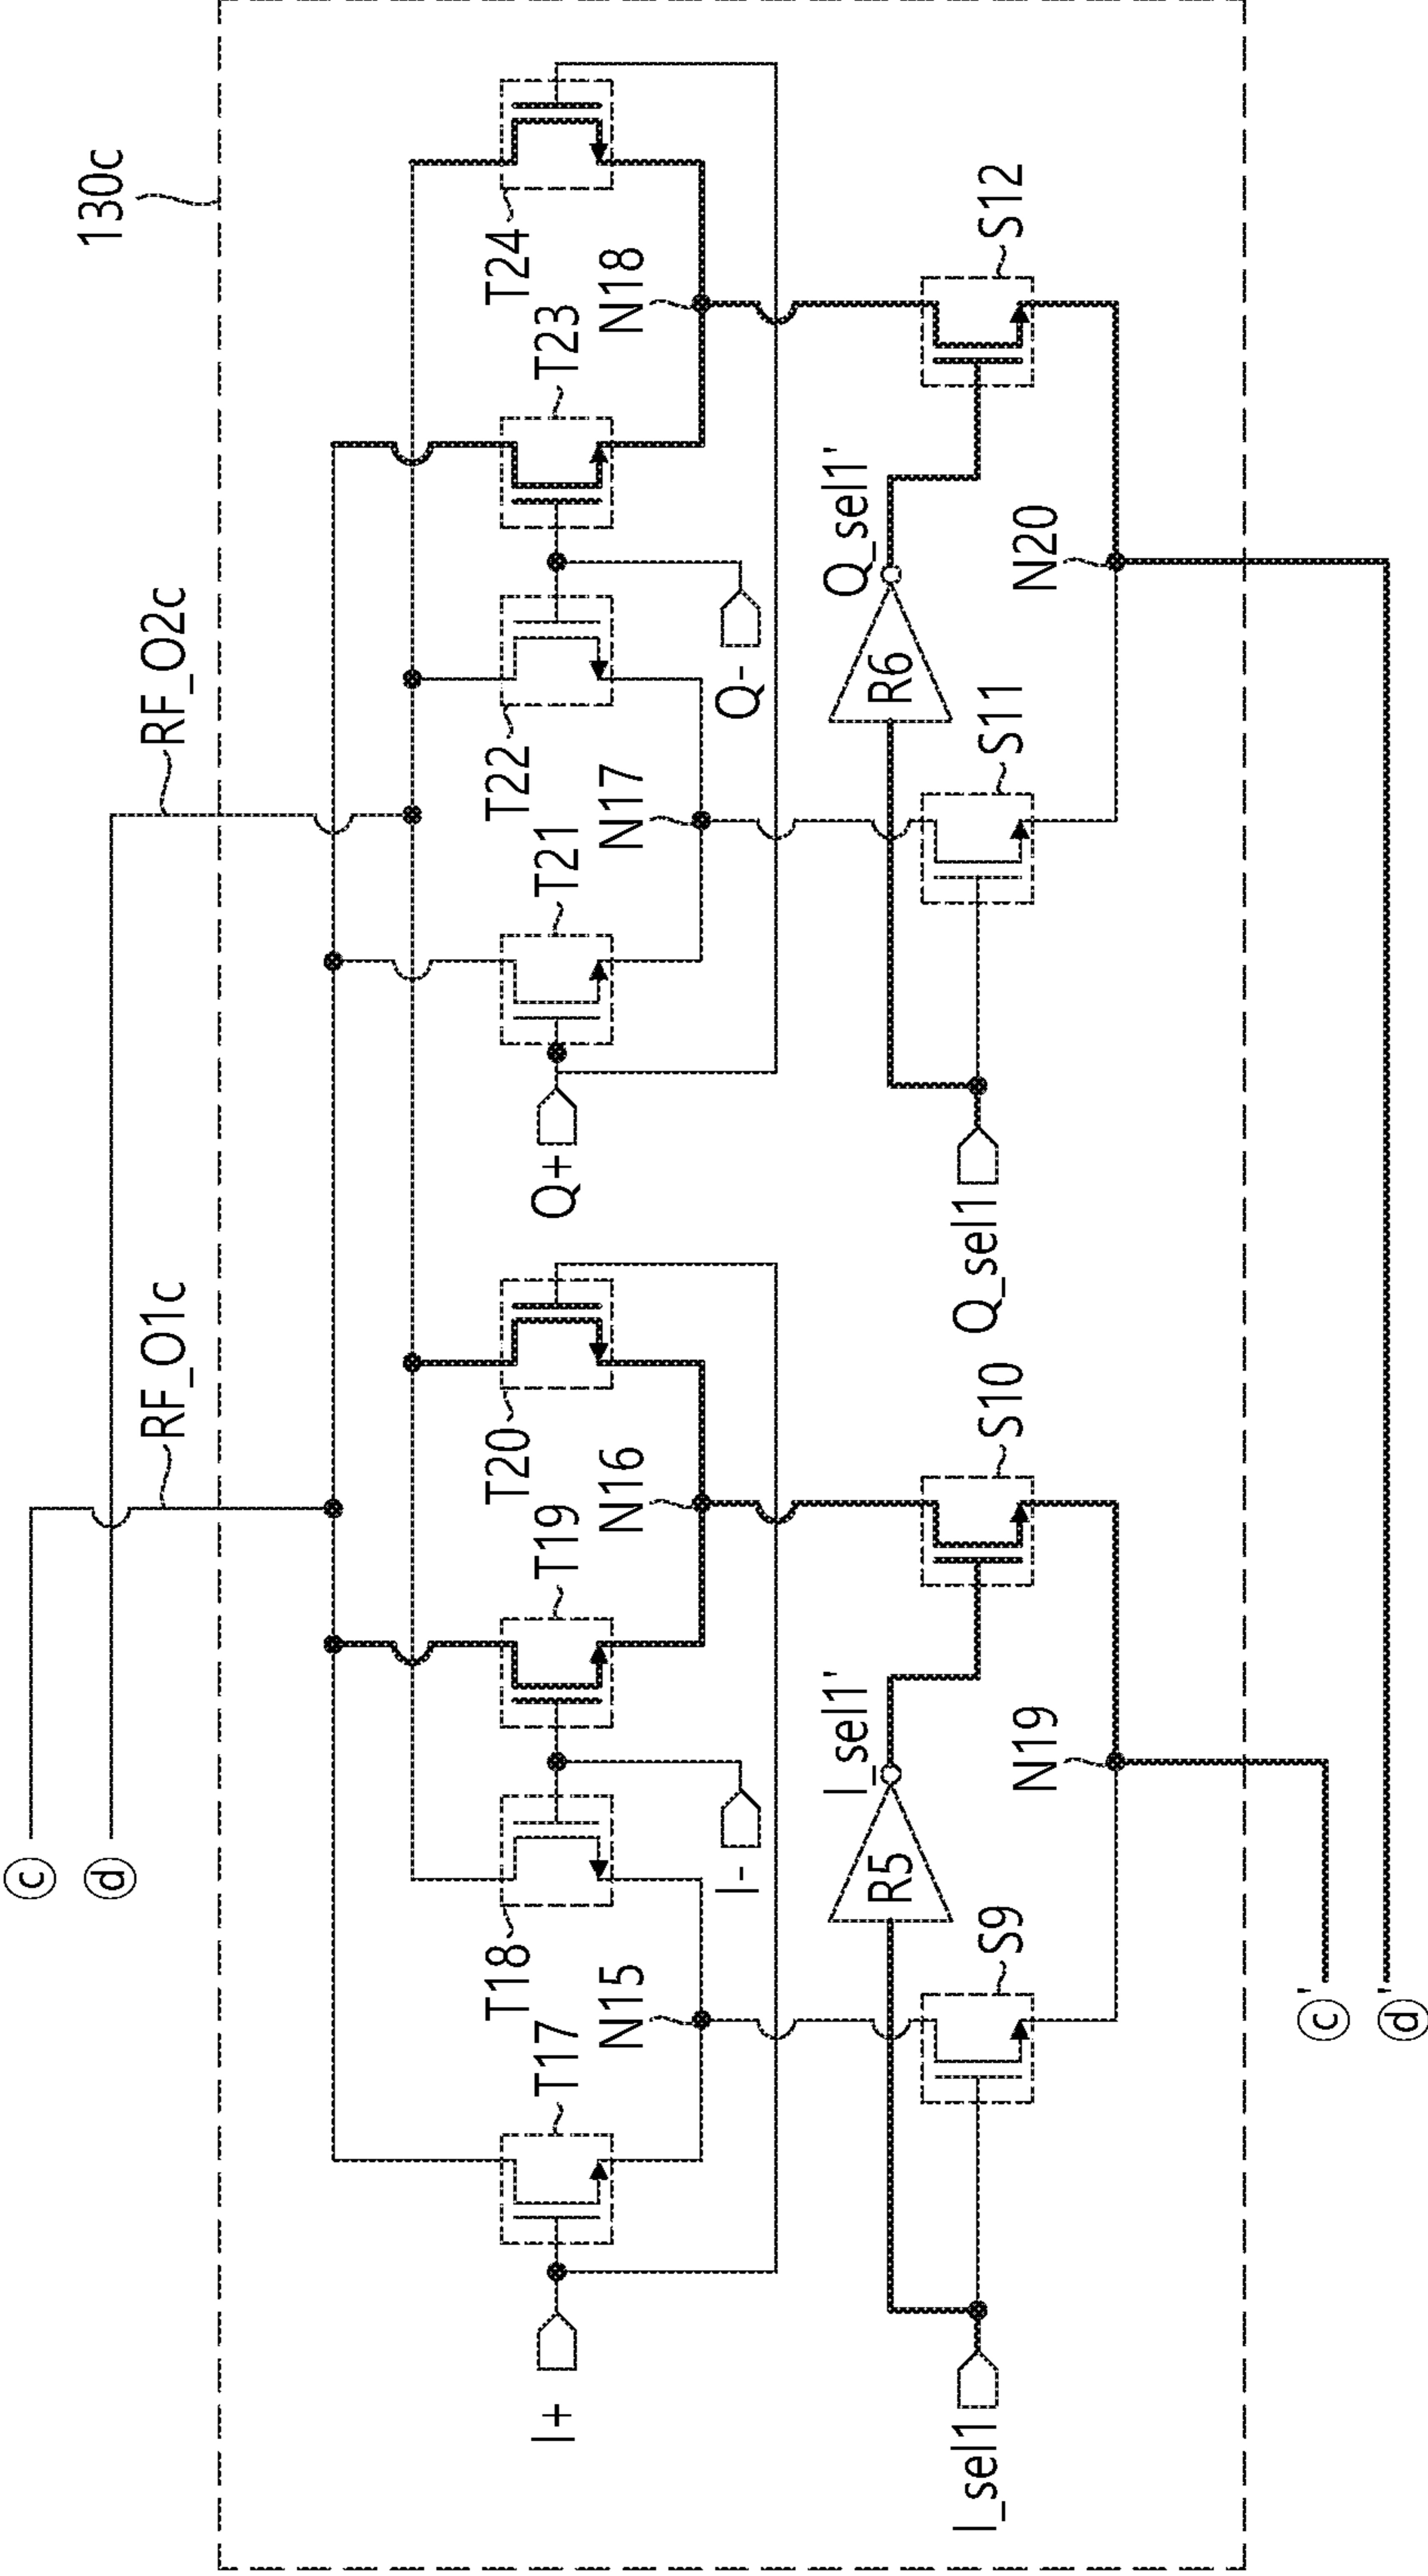 130c
ⓒ
ⓓ
RF_O1c
RF_O2c
T17
T18
T19
T20
T21
T22
T23
T24
N15
N16
N17
N18
I+
I-
Q+
Q-
I_sel1'
Q_sel1'
R5
R6
S9
S10
S11
S12
I_sel1
Q_sel1
N19
N20
ⓒ'
ⓓ'